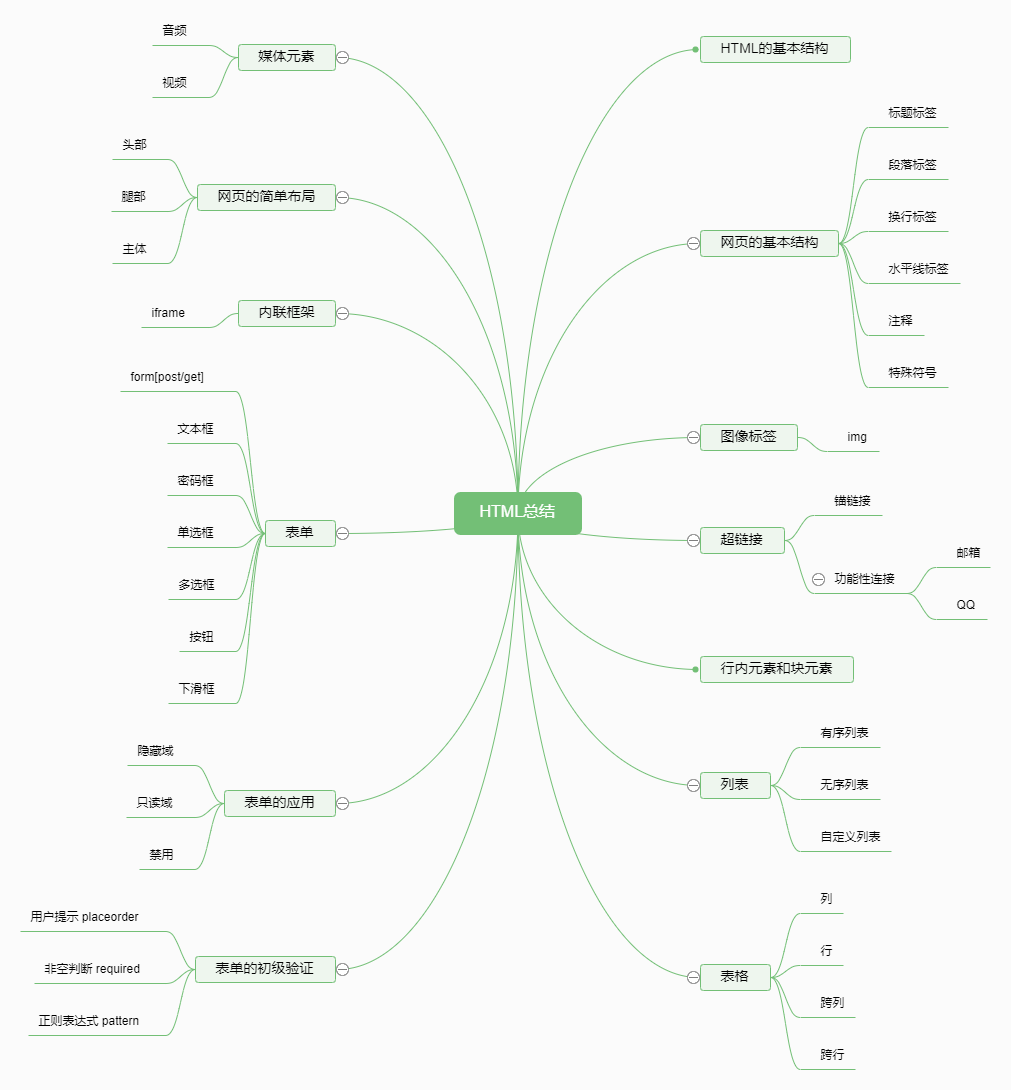 HTML总结
HTML的基本结构
网页的基本结构
标题标签
段落标签
换行标签
水平线标签
注释
特殊符号
图像标签
img
超链接
锚链接
功能性连接
邮箱
QQ
行内元素和块元素
列表
有序列表
无序列表
自定义列表
表格
列
行
跨列
跨行
媒体元素
音频
视频
网页的简单布局
头部
腿部
主体
内联框架
iframe
表单
form[post/get]
文本框
密码框
单选框
多选框
按钮
下滑框
表单的应用
隐藏域
只读域
禁用
表单的初级验证
用户提示 placeorder
非空判断 required
正则表达式 pattern